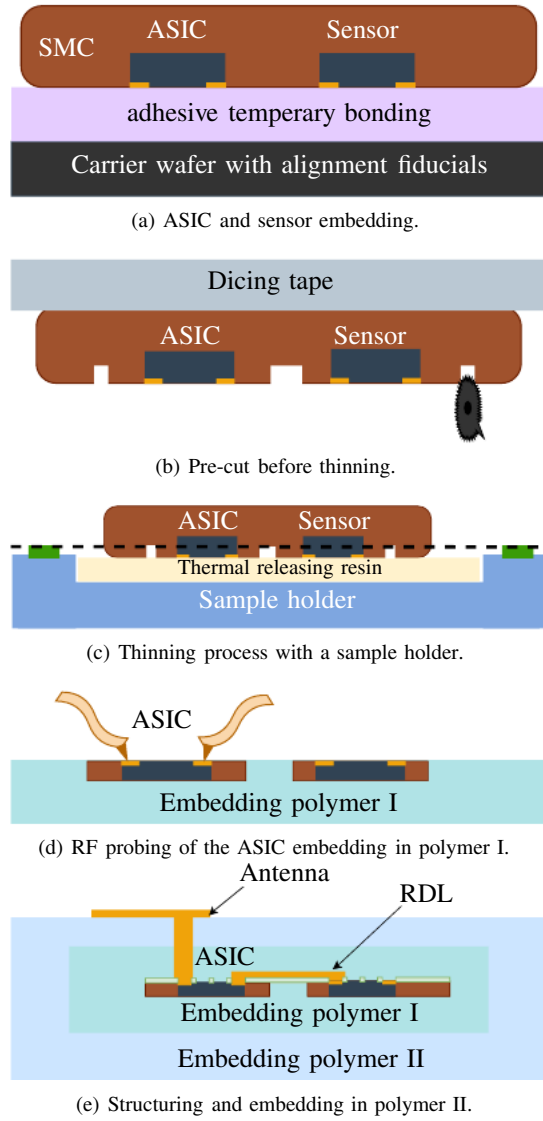 ASIC
Sensor
SMC
adhesive temperary bonding
Carrier wafer with alignment fiducials
(a) ASIC and sensor embedding.
Dicing tape
ASIC
Sensor
(b) Pre-cut before thinning.
ASIC
Sensor
Thermal releasing resin
Sample holder
(c) Thinning process with a sample holder.
ASIC
Embedding polymer I
(d) RF probing of the ASIC embedding in polymer I.
Antenna
RDL
ASIC
Embedding polymer I
Embedding polymer II
(e) Structuring and embedding in polymer II.